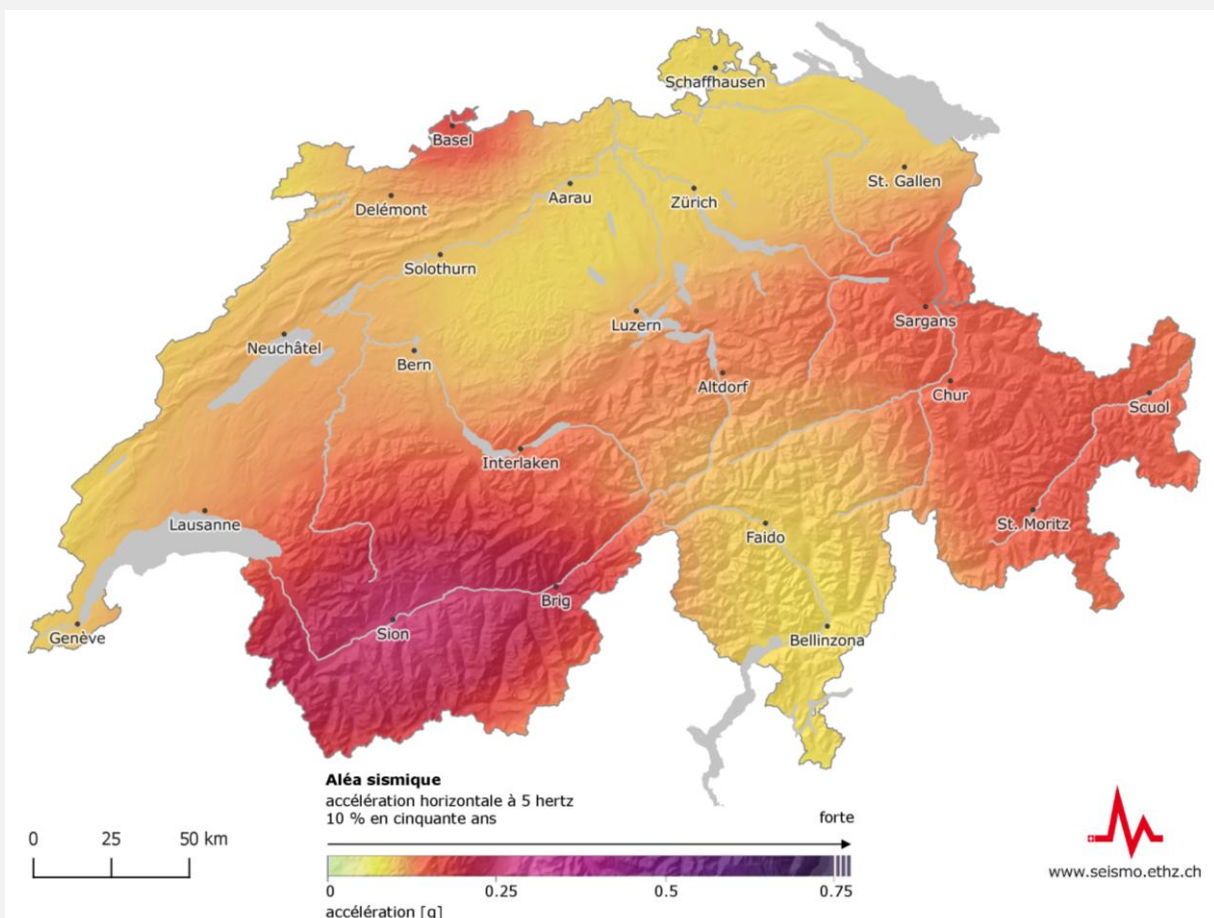 Schaffhausen
Basel
St. Gallen
Aarau
Zürich
Delémont
Solothurn
Luzern
Sargans
Neuchâtel
Bern
Altdorf
Chur
Scuol
Interlaken
Lausanne
St. Moritz
Faido
Brig
Genève
Sion
Bellinzona
Aléa sismique
accélération horizontale à 5 hertz
10 % en cinquante ans
forte
0 25 50 km
0 0.25 0.5 0.75
accélération [g]
www.seismo.ethz.ch